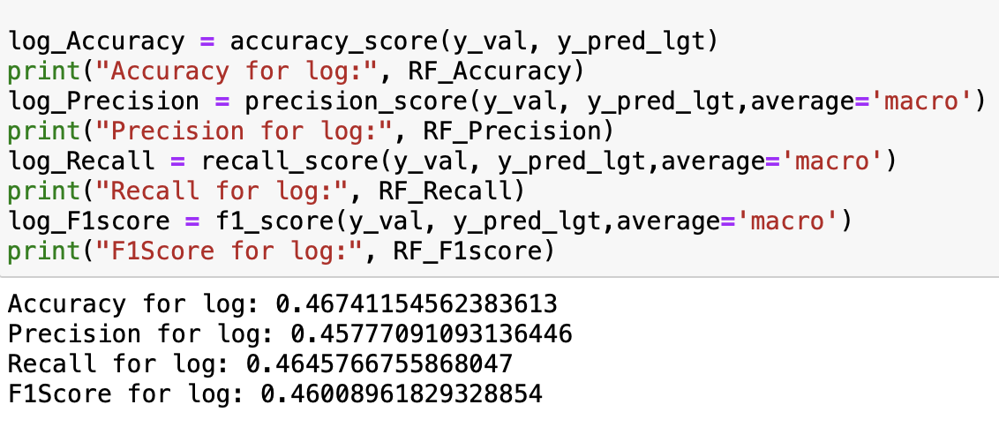 log_Accuracy = accuracy_score(y_val, y_pred_lgt)
print("Accuracy for log:", RF_Accuracy)
log_Precision = precision_score(y_val, y_pred_lgt,average='macro')
print("Precision for log:", RF_Precision)
log_Recall = recall_score(y_val, y_pred_lgt,average='macro')
print("Recall for log:", RF_Recall)
log_F1score = f1_score(y_val, y_pred_lgt,average='macro')
print("F1Score for log:", RF_F1score)
Accuracy for log: 0.46741154562383613
Precision for log: 0.45777091093136446
Recall for log: 0.4645766755868047
F1Score for log: 0.46008961829328854